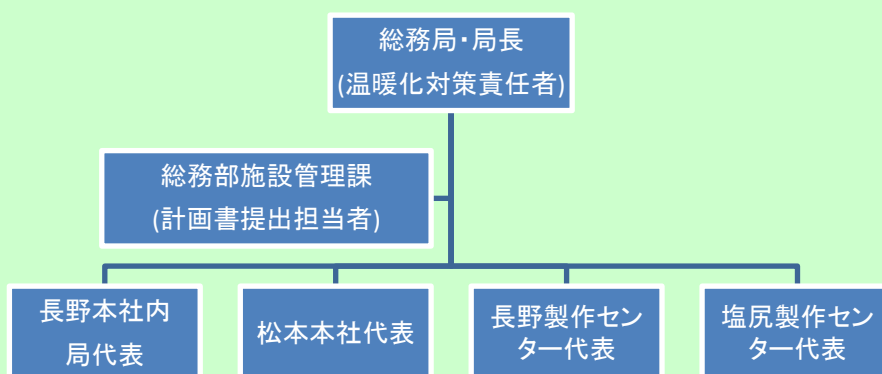 総務局・局長
(温暖化対策責任者)
総務部施設管理課
(計画書提出担当者)
長野本社内
局代表
松本本社代表
長野製作セン
ター代表
塩尻製作セン
ター代表